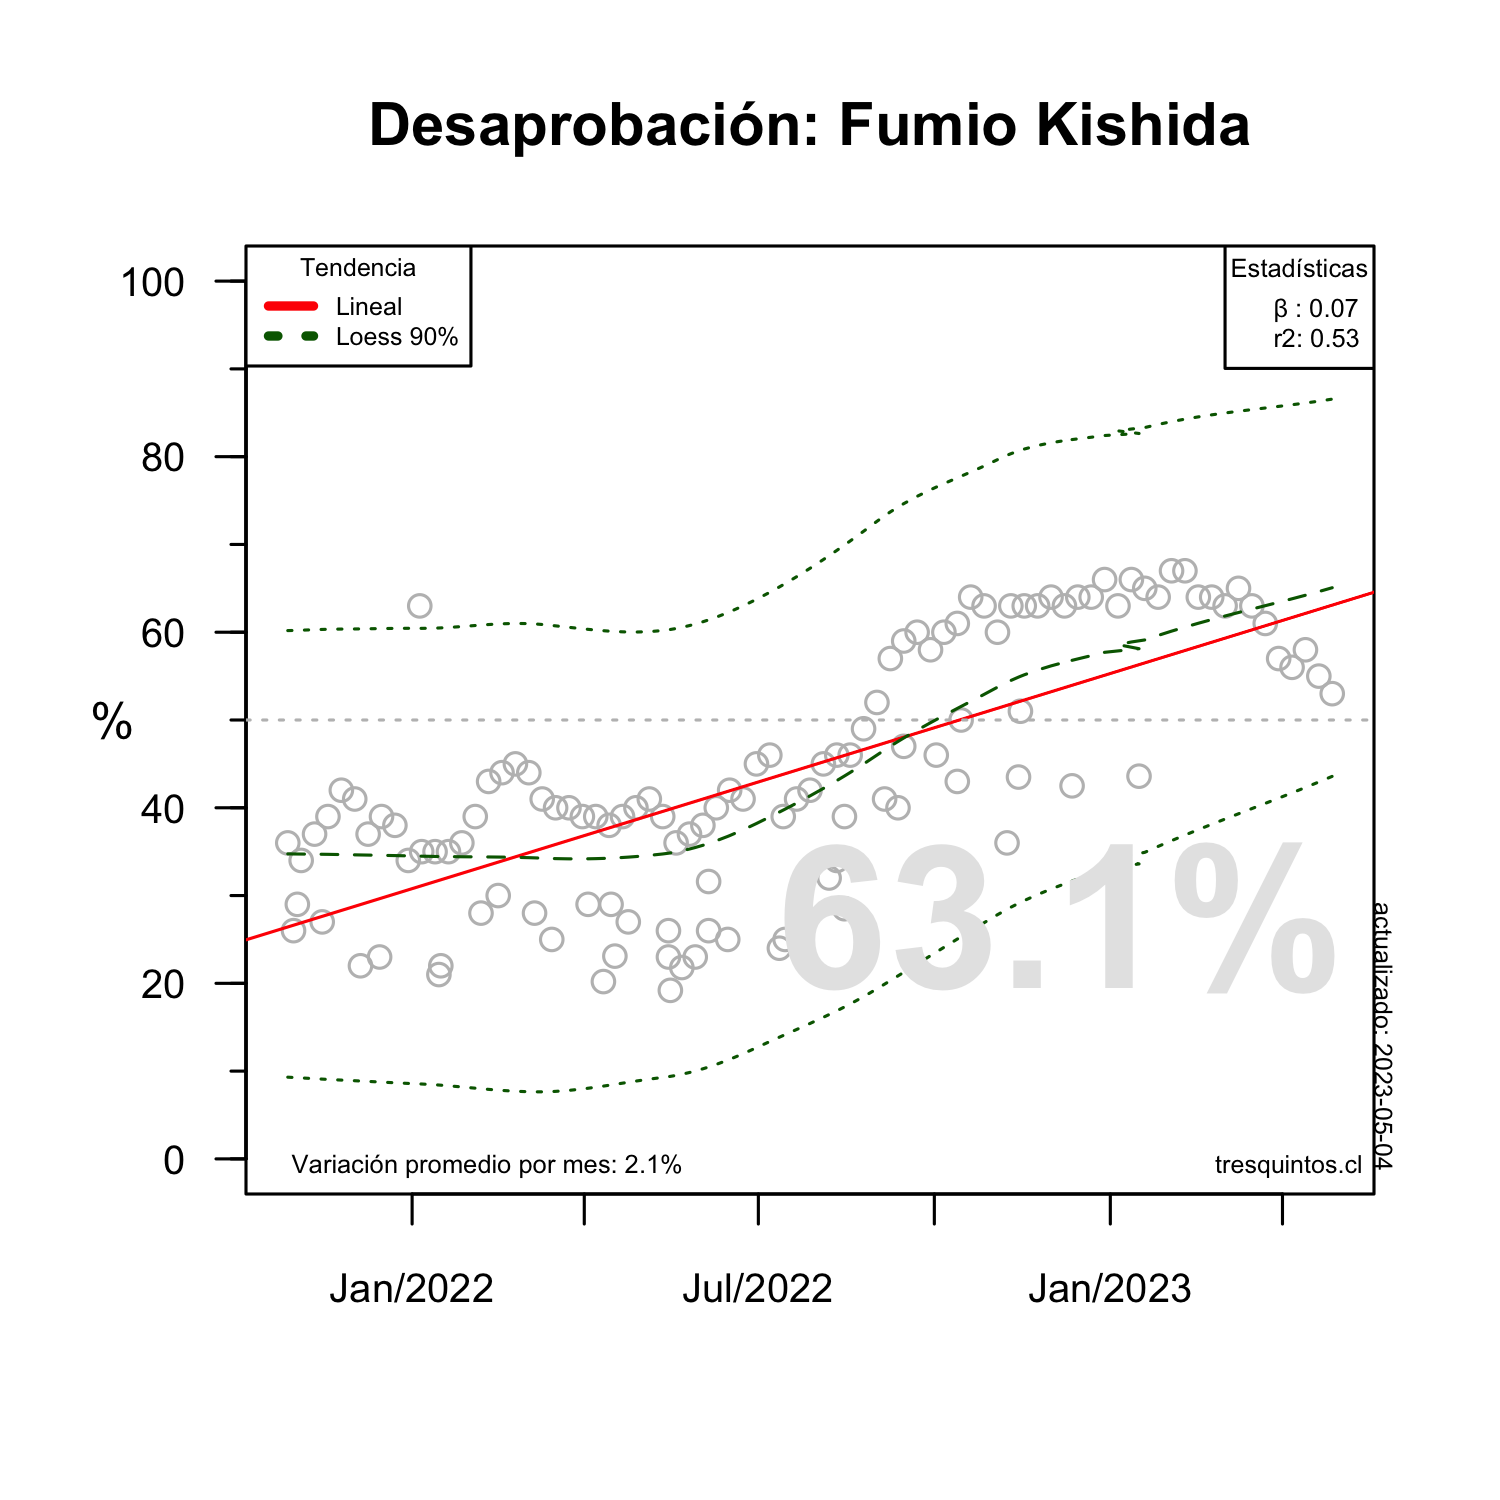 Desaprobación: Fumio Kishida
Tendencia
Lineal
Loess 90%
Estadísticas
β : 0.07
r2: 0.53
100
80
60
%
40
20
0
63.1%
actualizado: 2023-05-04
Variación promedio por mes: 2.1%
tresquintos.cl
Jan/2022
Jul/2022
Jan/2023